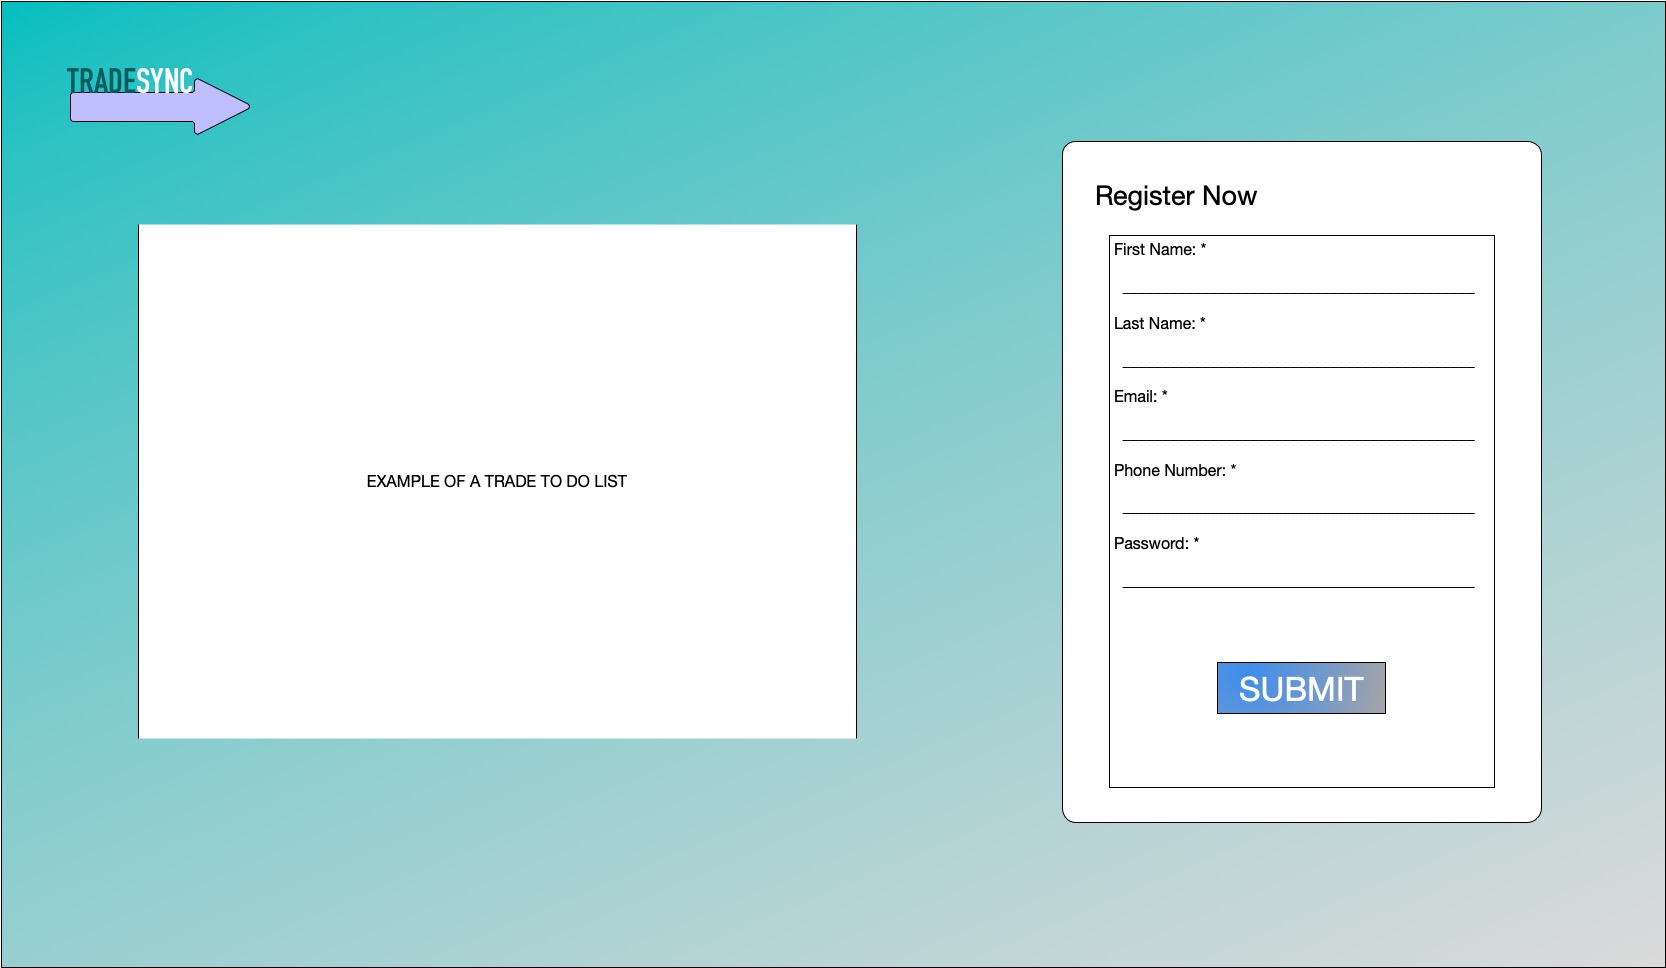 TRADESYNC
EXAMPLE OF A TRADE TO DO LIST
Register Now
First Name: *
Last Name: *
Email: *
Phone Number: *
Password: *
SUBMIT